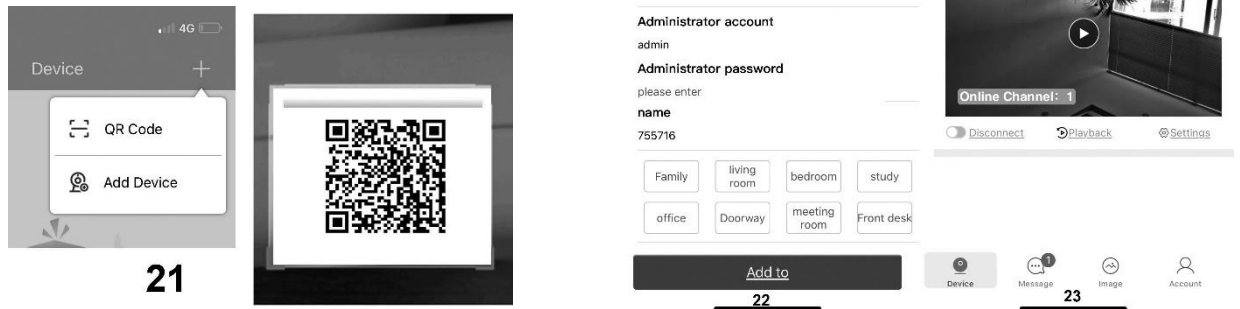 4G
Device
QR Code
Add Device
21
Administrator account
admin
Administrator password
please enter
name
755716
Family
living
room
bedroom
study
office
Doorway
meeting
room
Front desk
Add to
22
Online Channel: 1
Disconnect
Playback
Settings
1
Device
Message
Image
Account
23